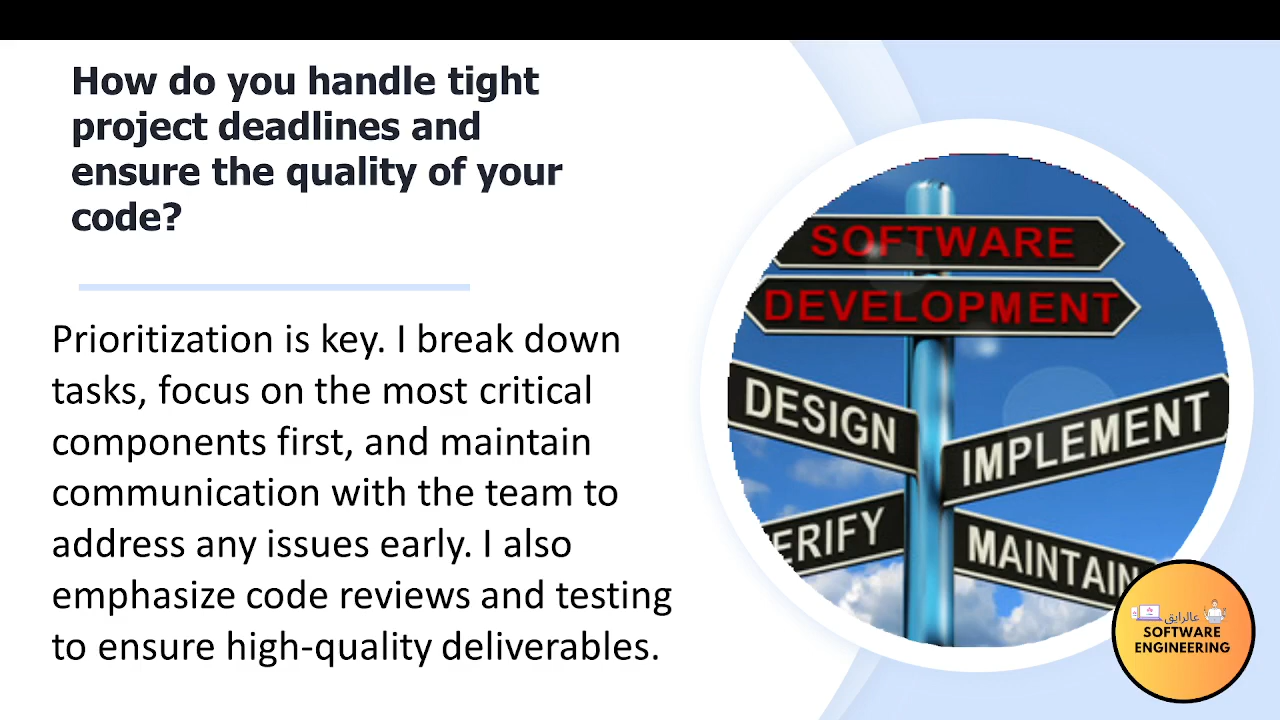 How do you handle tight
project deadlines and
ensure the quality of your
code?
Prioritization is key. I break down
tasks, focus on the most critical
components first, and maintain
communication with the team to
address any issues early. I also
emphasize code reviews and testing
to ensure high-quality deliverables.
SOFTWARE
DEVELOPMENT
DESIGN
IMPLEMENT
ERIFY
MAINTAIN
عالرايق
SOFTWARE
ENGINEERING